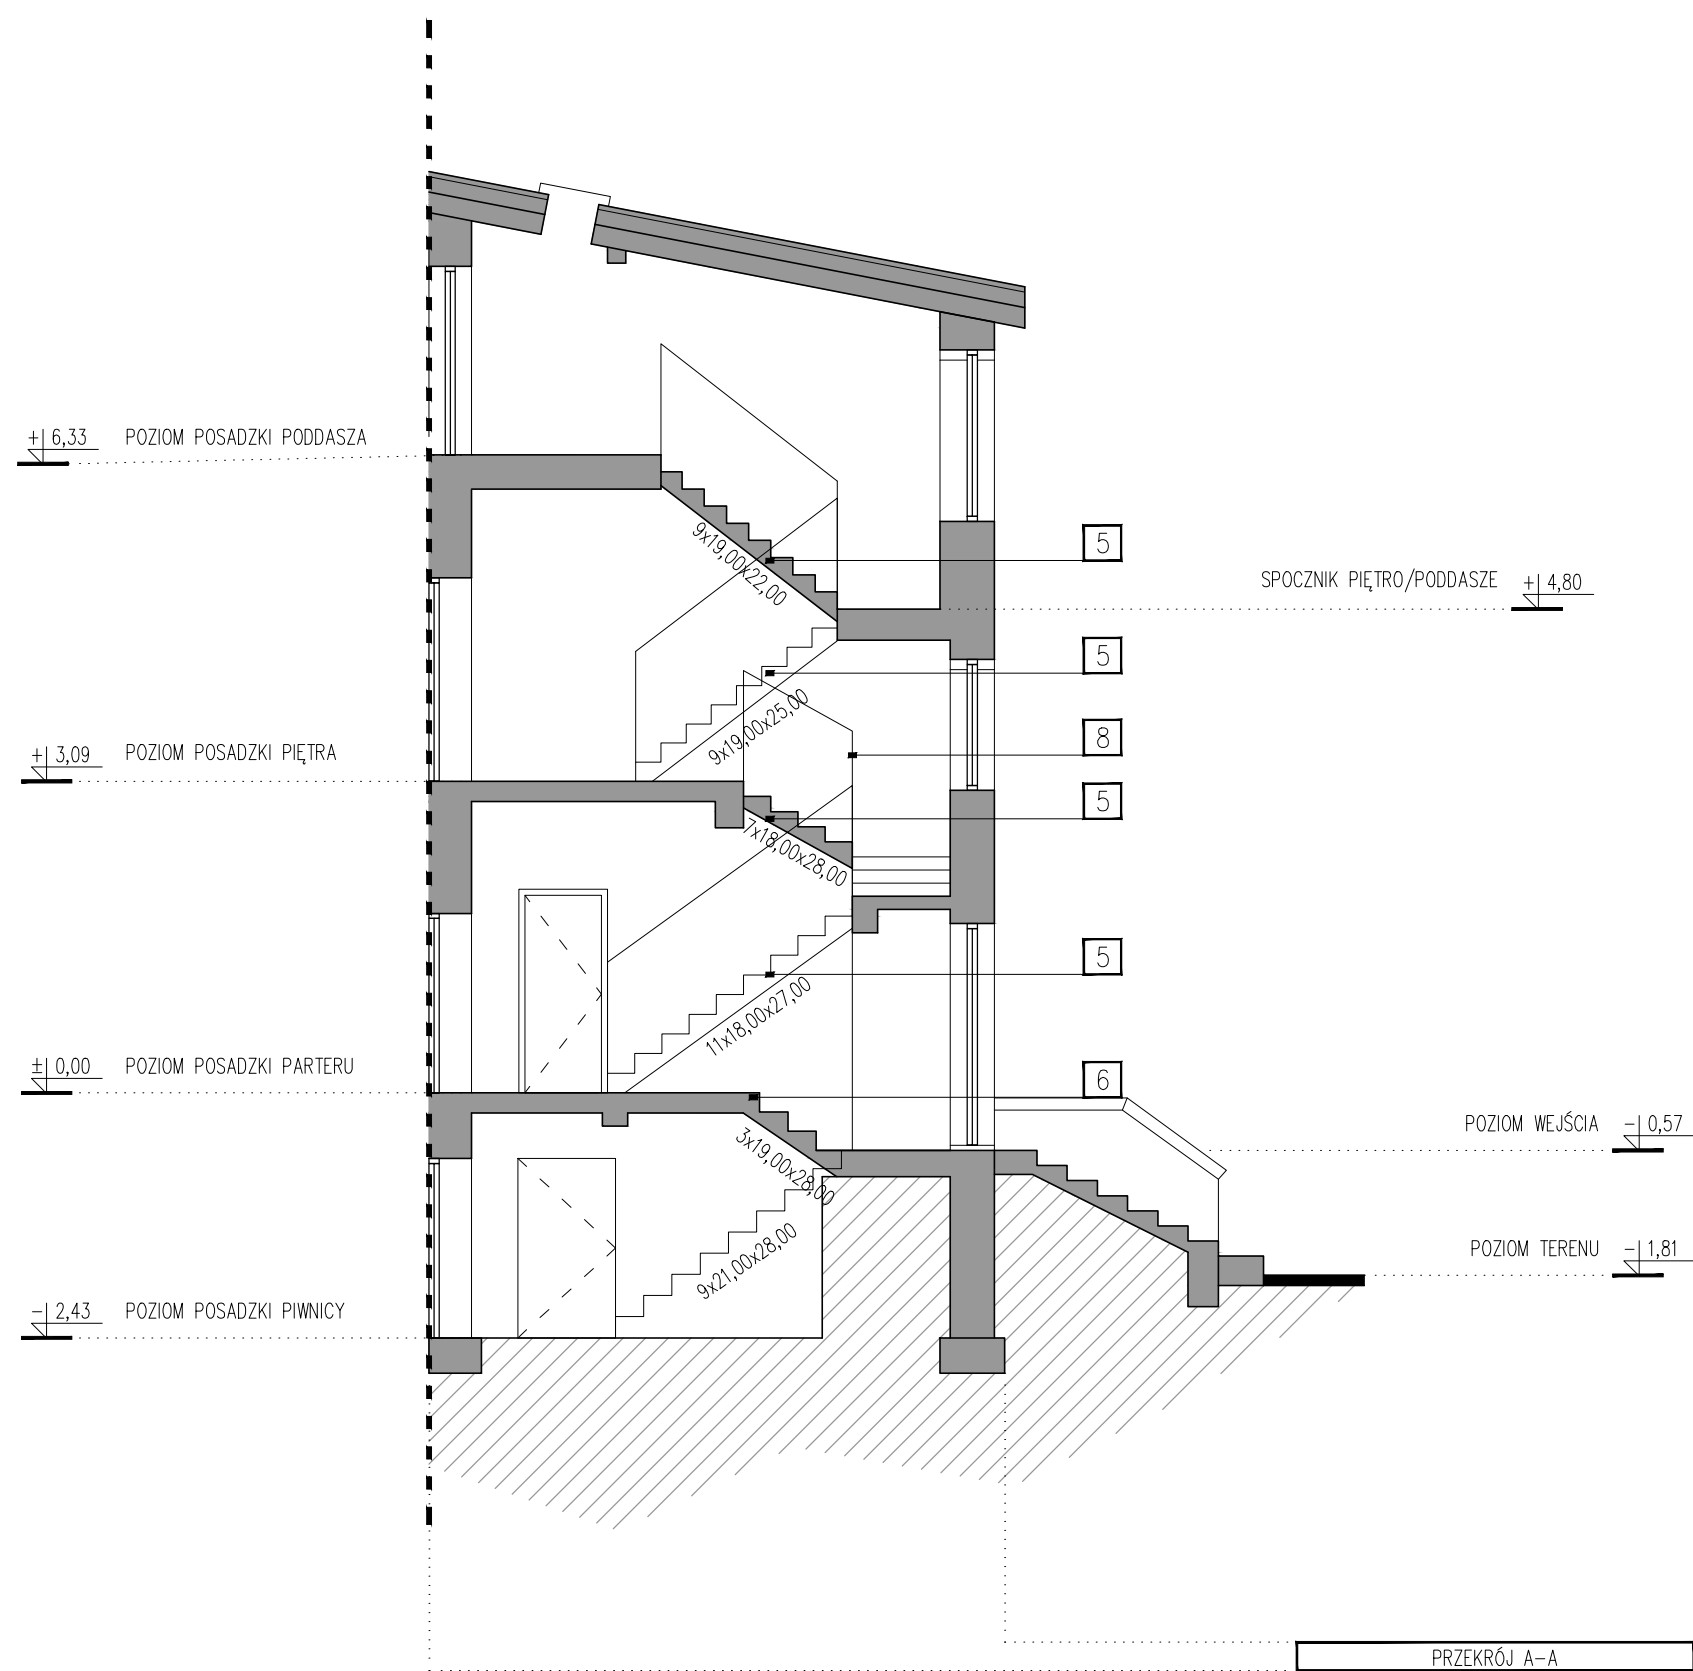 + 6,33 POZIOM POSADZKI PODDASZA
9x19,00x22,00
5
SPOCZNIK PIĘTRO/PODDASZE + 4,80
5
9x19,00x25,00
8
+ 3,09 POZIOM POSADZKI PIĘTRA
5
7x18,00x28,00
5
11x18,00x27,00
± 0,00 POZIOM POSADZKI PARTERU
6
POZIOM WEJŚCIA - 0,57
3x19,00x28,00
9x21,00x28,00
POZIOM TERENU - 1,81
- 2,43 POZIOM POSADZKI PIWNICY
PRZEKRÓJ A-A